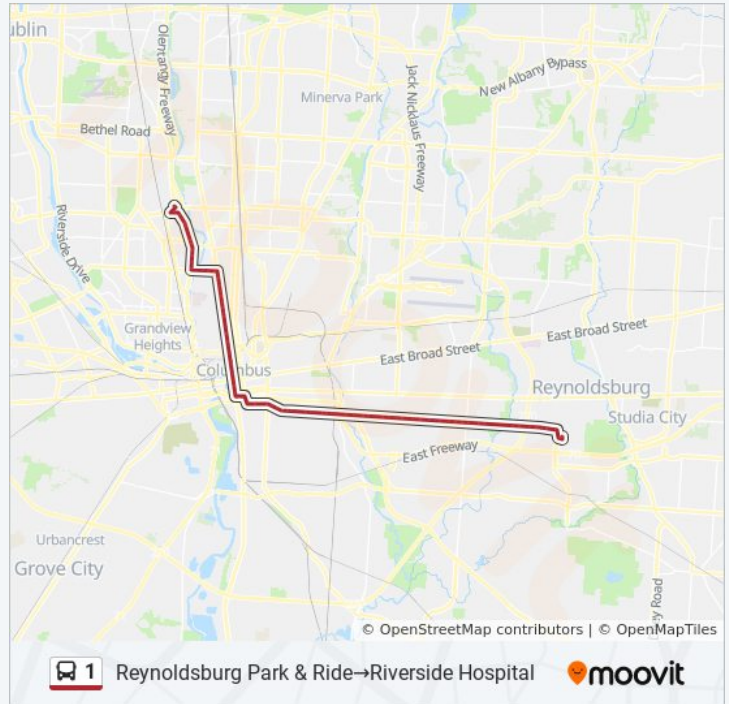 ublin
Olentangy Freeway
Jack Nicklaus Freeway
New Albany Bypass
Minerva Park
Bethel Road
Riverside Drive
Grandview
Heights
East Broad Street
East Broad Street
Columbus
Reynoldsburg
Studia City
East Freeway
Urbancrest
Grove City
Road
© OpenStreetMap contributors | © OpenMapTiles
1 Reynoldsburg Park & Ride→Riverside Hospital moovit